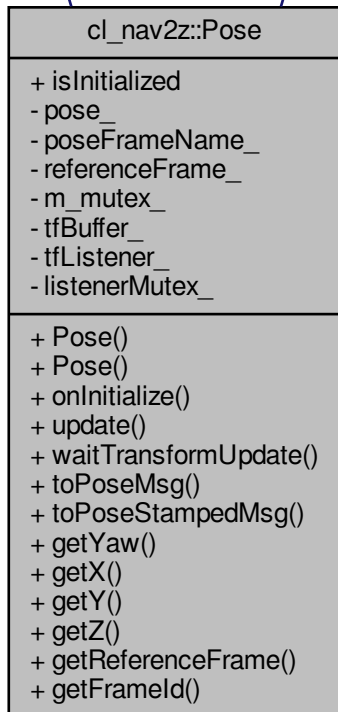 cl_nav2z::Pose
+ isInitialized
- pose_
- poseFrameName_
- referenceFrame_
- m_mutex_
- tfBuffer_
- tfListener_
- listenerMutex_
+ Pose()
+ Pose()
+ onInitialize()
+ update()
+ waitTransformUpdate()
+ toPoseMsg()
+ toPoseStampedMsg()
+ getYaw()
+ getX()
+ getY()
+ getZ()
+ getReferenceFrame()
+ getFrameId()